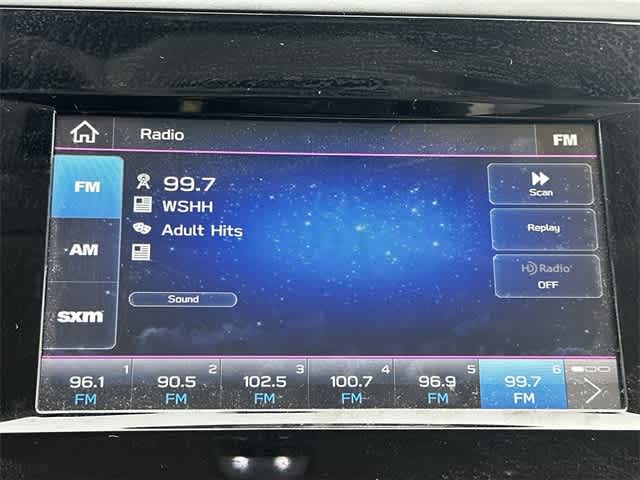 Radio FM
FM
AM
sxm
99.7
WSHH
Adult Hits
Sound
Scan
Replay
HD Radio
OFF
1 2 3 4 5 6
96.1 90.5 102.5 100.7 96.9 99.7
FM FM FM FM FM FM